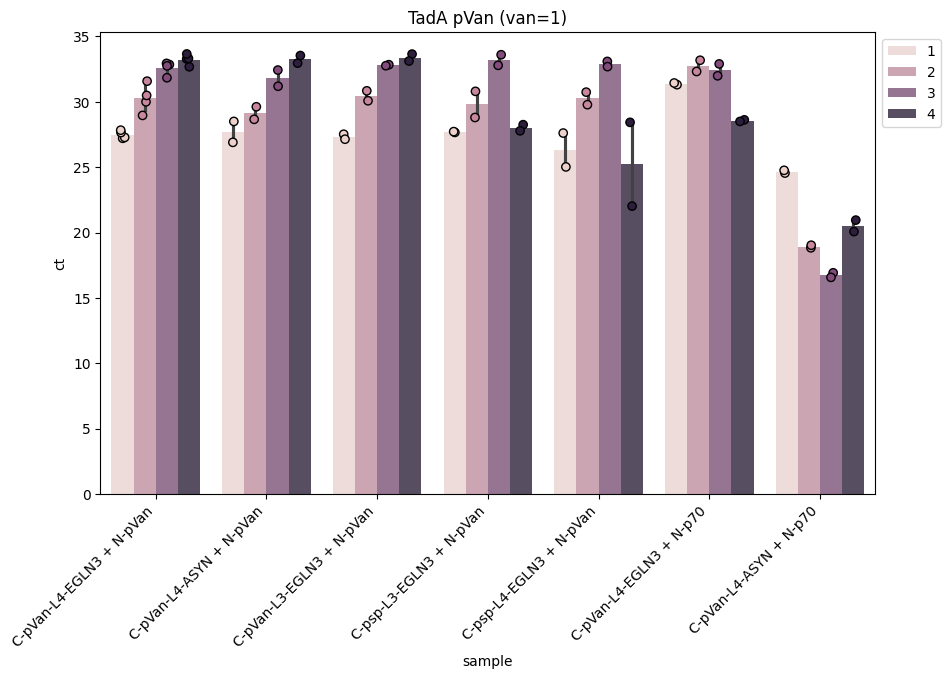 TadA pVan (van=1)
ct
35
30
25
20
15
10
5
0
1
2
3
4
C-pVan-L4-EGLN3 + N-pVan
C-pVan-L4-ASYN + N-pVan
C-pVan-L3-EGLN3 + N-pVan
C-psp-L3-EGLN3 + N-pVan
C-psp-L4-EGLN3 + N-pVan
C-pVan-L4-EGLN3 + N-p70
C-pVan-L4-ASYN + N-p70
sample